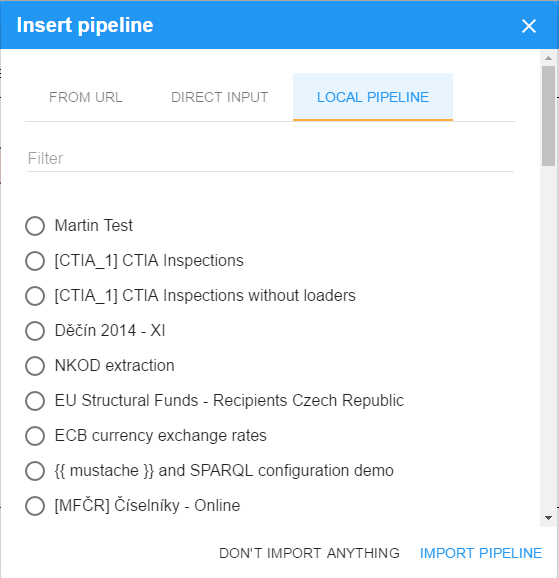 Insert pipeline
FROM URL DIRECT INPUT LOCAL PIPELINE
Filter
Martin Test
[CTIA_1] CTIA Inspections
[CTIA_1] CTIA Inspections without loaders
Děčín 2014 - XI
NKOD extraction
EU Structural Funds - Recipients Czech Republic
ECB currency exchange rates
{{ mustache }} and SPARQL configuration demo
[MFČR] Číselníky - Online
DON'T IMPORT ANYTHING IMPORT PIPELINE